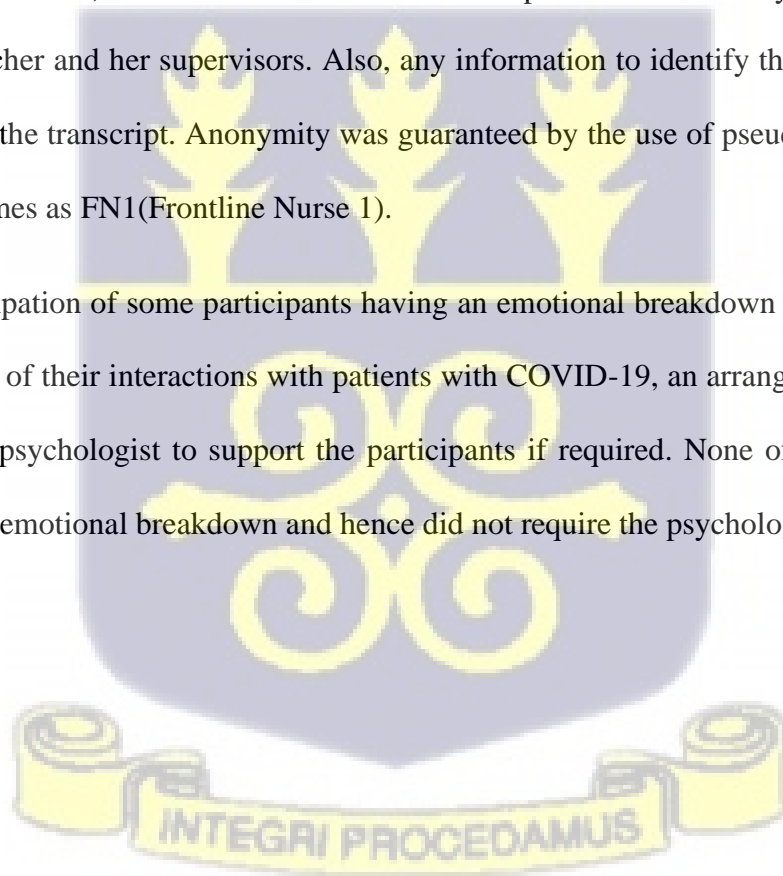 cher and her supervisors. Also, any information to identify th
the transcript. Anonymity was guaranteed by the use of pseu
mes as FN1(Frontline Nurse 1).
ipation of some participants having an emotional breakdown
of their interactions with patients with COVID-19, an arrang
psychologist to support the participants if required. None o
emotional breakdown and hence did not require the psycholo
INTEGRI PROCEDAMUS